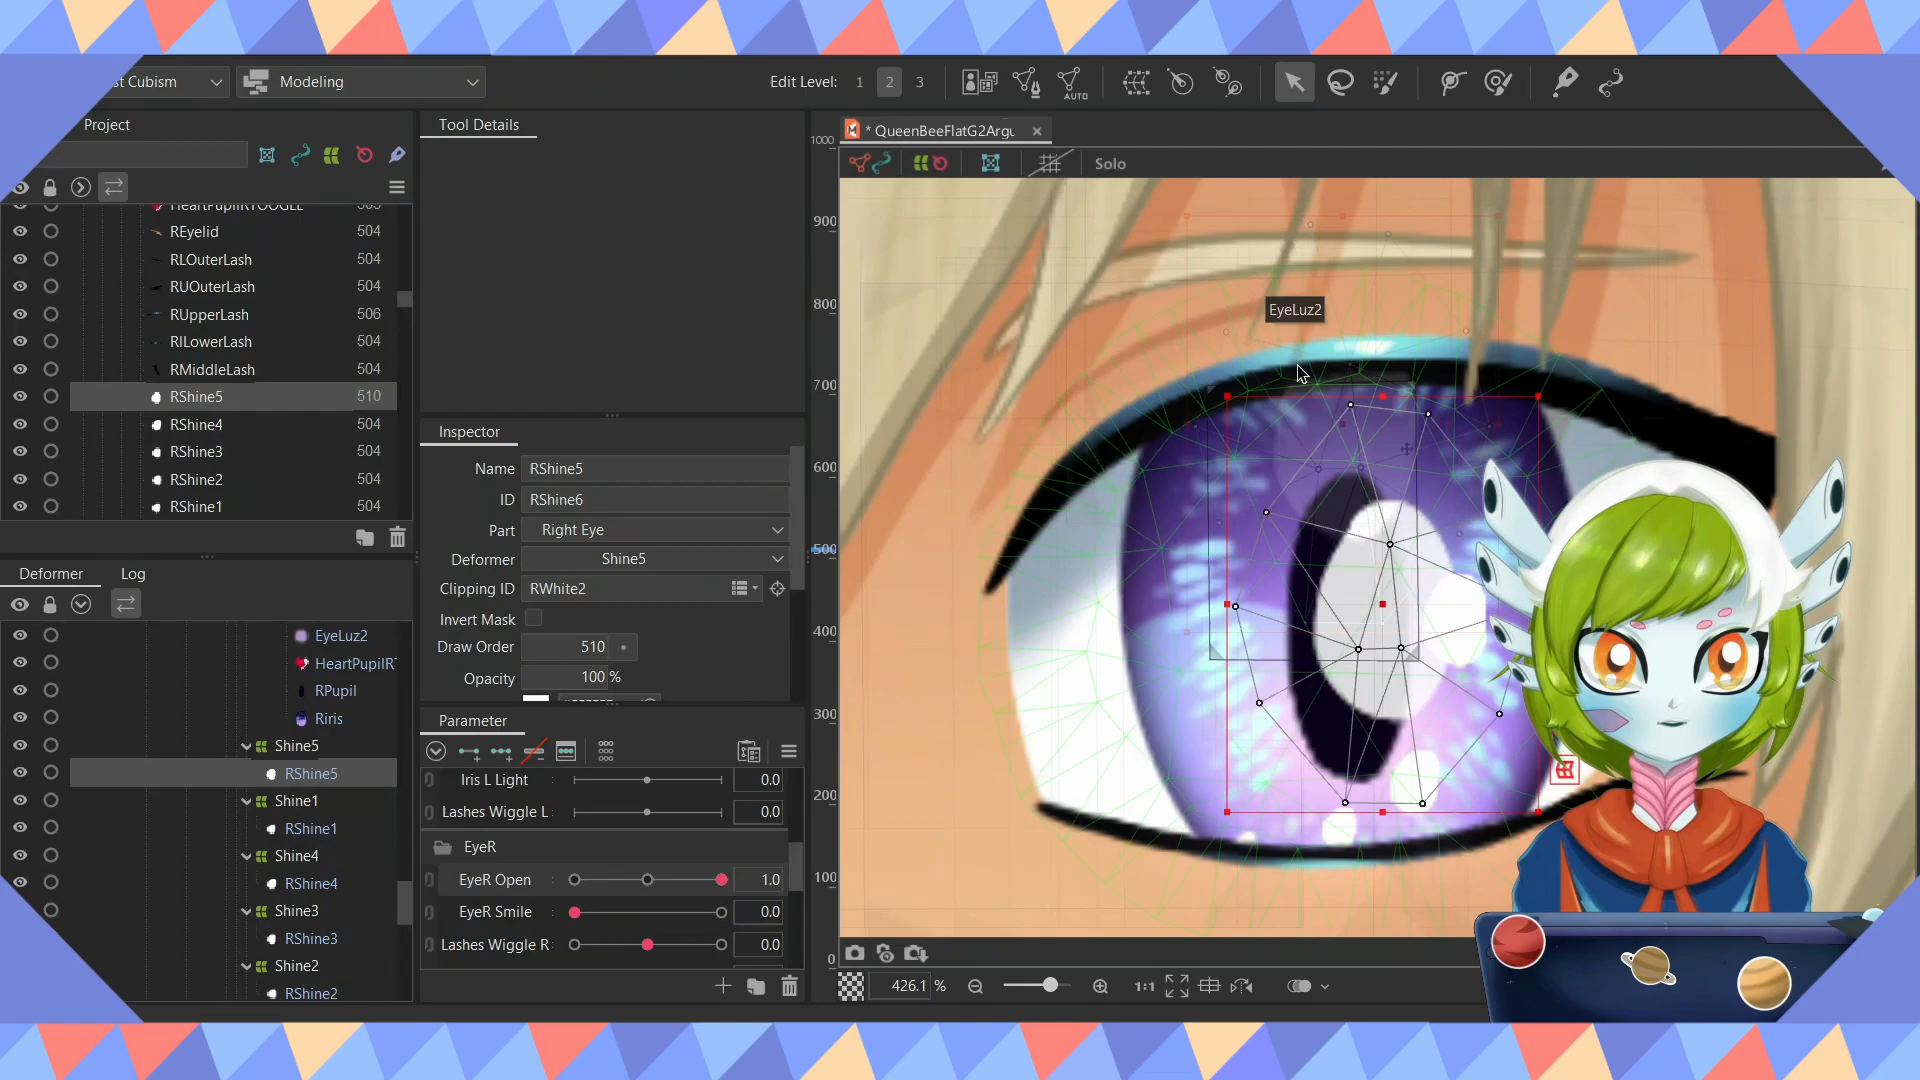 st Cubism
Modeling
Edit Level: 1 2 3
AUTO
Project
Tool Details
* QueenBeeFlatG2Argu
Solo
HeartPupilRTOOGLE 505
REyelid 504
RLOuterLash 504
RUOuterLash 504
RUpperLash 506
RILowerLash 504
RMiddleLash 504
RShine5 510
RShine4 504
RShine3 504
RShine2 504
RShine1 504
Inspector
Name RShine5
ID RShine6
Part Right Eye
Deformer Shine5
Clipping ID RWhite2
Invert Mask
Draw Order 510
Opacity 100 %
Deformer
Log
EyeLuz2
HeartPupilRT
RPupil
Riris
Shine5
RShine5
Shine1
RShine1
Shine4
RShine4
Shine3
RShine3
Shine2
RShine2
Parameter
Iris L Light 0.0
Lashes Wiggle L 0.0
EyeR
EyeR Open 1.0
EyeR Smile 0.0
Lashes Wiggle R 0.0
1000
900
800
700
600
500
400
300
200
100
0
EyeLuz2
426.1 %
1:1